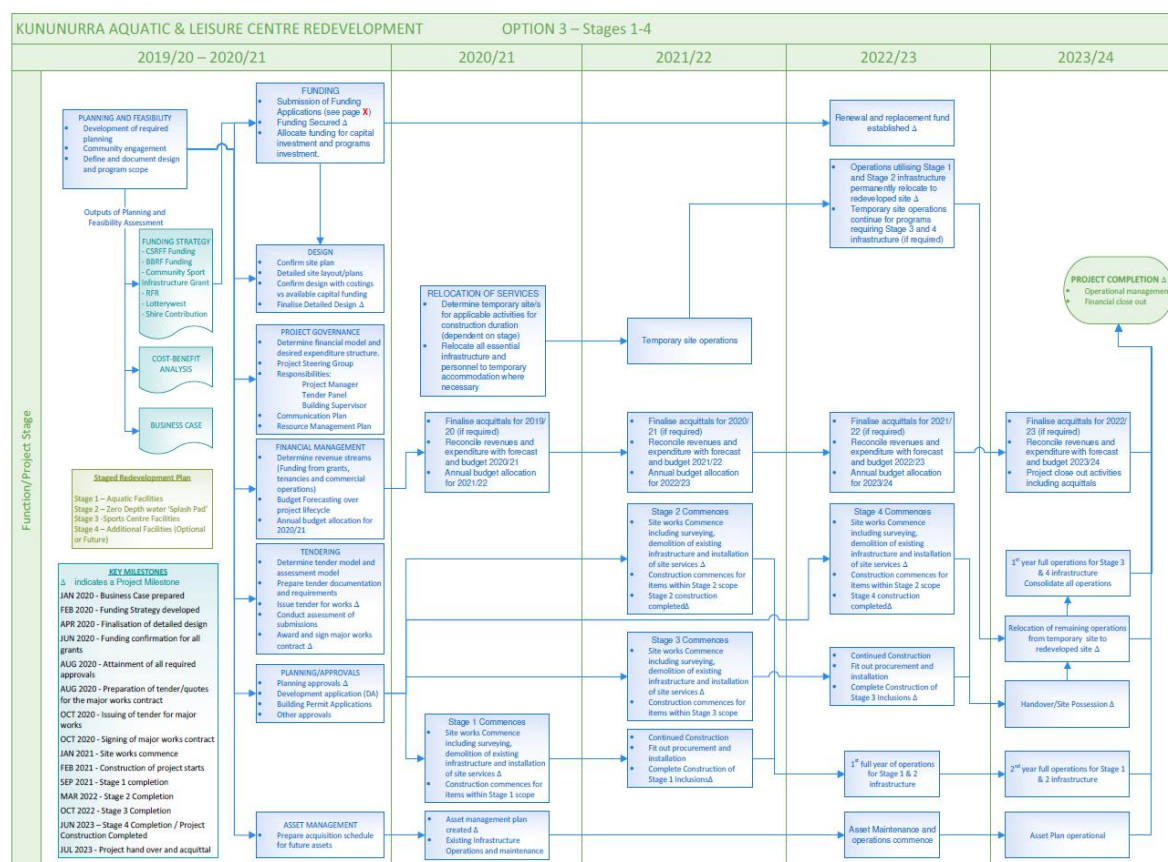 KUNUNURRA AQUATIC & LEISURE CENTRE REDEVELOPMENT OPTION 3 – Stages 1-4
2019/20 – 2020/21
2020/21
2021/22
2022/23
2023/24
Function/Project Stage
PLANNING AND FEASIBILITY
• Development of required
planning
• Community engagement
• Define and document design
and program scope
Outputs of Planning and
Feasibility Assessment
FUNDING STRATEGY
- CSRFF Funding
- BBRF Funding
- Community Sport
Infrastructure Grant
- RFR
- Lotterywest
- Shire Contribution
COST-BENEFIT
ANALYSIS
BUSINESS CASE
Staged Redevelopment Plan
Stage 1 – Aquatic Facilities
Stage 2 – Zero Depth water 'Splash Pad'
Stage 3 -Sports Centre Facilities
Stage 4 – Additional Facilities (Optional
or Future)
KEY MILESTONES
Δ indicates a Project Milestone
JAN 2020 - Business Case prepared
FEB 2020 - Funding Strategy developed
APR 2020 - Finalisation of detailed design
JUN 2020 - Funding confirmation for all
grants
AUG 2020 - Attainment of all required
approvals
AUG 2020 - Preparation of tender/quotes
for the major works contract
OCT 2020 - Issuing of tender for major
works
OCT 2020 - Signing of major works contract
JAN 2021 - Site works commence
FEB 2021 - Construction of project starts
SEP 2021 - Stage 1 completion
MAR 2022 - Stage 2 Completion
OCT 2022 - Stage 3 Completion
JUN 2023 – Stage 4 Completion / Project
Construction Completed
JUL 2023 - Project hand over and acquittal
FUNDING
• Submission of Funding
Applications (see page X)
• Funding Secured Δ
• Allocate funding for capital
investment and programs
investment.
DESIGN
• Confirm site plan
• Detailed site layout/plans
• Confirm design with costings
vs available capital funding
• Finalise Detailed Design Δ
PROJECT GOVERNANCE
• Determine financial model and
desired expenditure structure.
• Project Steering Group
• Responsibilities:
Project Manager
Tender Panel
Building Supervisor
• Communication Plan
• Resource Management Plan
FINANCIAL MANAGEMENT
• Determine revenue streams
(Funding from grants,
tenancies and commercial
operations)
• Budget Forecasting over
project lifecycle
• Annual budget allocation for
2020/21
TENDERING
• Determine tender model and
assessment model
• Prepare tender documentation
and requirements
• Issue tender for works Δ
• Conduct assessment of
submissions
• Award and sign major works
contract Δ
PLANNING/APPROVALS
• Planning approvals Δ
• Development application (DA)
• Building Permit Applications
• Other approvals
ASSET MANAGEMENT
• Prepare acquisition schedule
for future assets
RELOCATION OF SERVICES
• Determine temporary site/s
for applicable activities for
construction duration
(dependent on stage)
• Relocate all essential
infrastructure and
personnel to temporary
accommodation where
necessary
• Finalise acquittals for 2019/
20 (if required)
• Reconcile revenues and
expenditure with forecast
and budget 2020/21
• Annual budget allocation for
2021/22
Stage 1 Commences
• Site works Commence
including surveying,
demolition of existing
infrastructure and installation
of site services Δ
• Construction commences for
items within Stage 1 scope
• Asset management plan
created Δ
• Existing Infrastructure
Operations and maintenance
Temporary site operations
• Finalise acquittals for 2020/
21 (if required)
• Reconcile revenues and
expenditure with forecast
and budget 2021/22
• Annual budget allocation for
2022/23
Stage 2 Commences
• Site works Commence
including surveying,
demolition of existing
infrastructure and installation
of site services Δ
• Construction commences for
items within Stage 2 scope
• Stage 2 construction
completedΔ
Stage 3 Commences
• Site works Commence
including surveying,
demolition of existing
infrastructure and installation
of site services Δ
• Construction commences for
items within Stage 3 scope
• Continued Construction
• Fit out procurement and
installation
• Complete Construction of
Stage 1 InclusionsΔ
Renewal and replacement fund
established Δ
• Operations utilising Stage 1
and Stage 2 infrastructure
permanently relocate to
redeveloped site Δ
• Temporary site operations
continue for programs
requiring Stage 3 and 4
infrastructure (if required)
• Finalise acquittals for 2021/
22 (if required)
• Reconcile revenues and
expenditure with forecast
and budget 2022/23
• Annual budget allocation for
2023/24
Stage 4 Commences
• Site works Commence
including surveying,
demolition of existing
infrastructure and installation
of site services Δ
• Construction commences for
items within Stage 2 scope
• Stage 4 construction
completedΔ
• Continued Construction
• Fit out procurement and
installation
• Complete Construction of
Stage 3 Inclusions Δ
1st full year of operations
for Stage 1 & 2
infrastructure
Asset Maintenance and
operations commence
PROJECT COMPLETION Δ
• Operational management
• Financial close out
• Finalise acquittals for 2022/
23 (if required)
• Reconcile revenues and
expenditure with forecast
and budget 2023/24
• Project close out activities
including acquittals
1st year full operations for Stage 3
& 4 infrastructure
Consolidate all operations
Relocation of remaining operations
from temporary site to
redeveloped site Δ
Handover/Site Possession Δ
2nd year full operations for Stage 1
& 2 infrastructure
Asset Plan operational